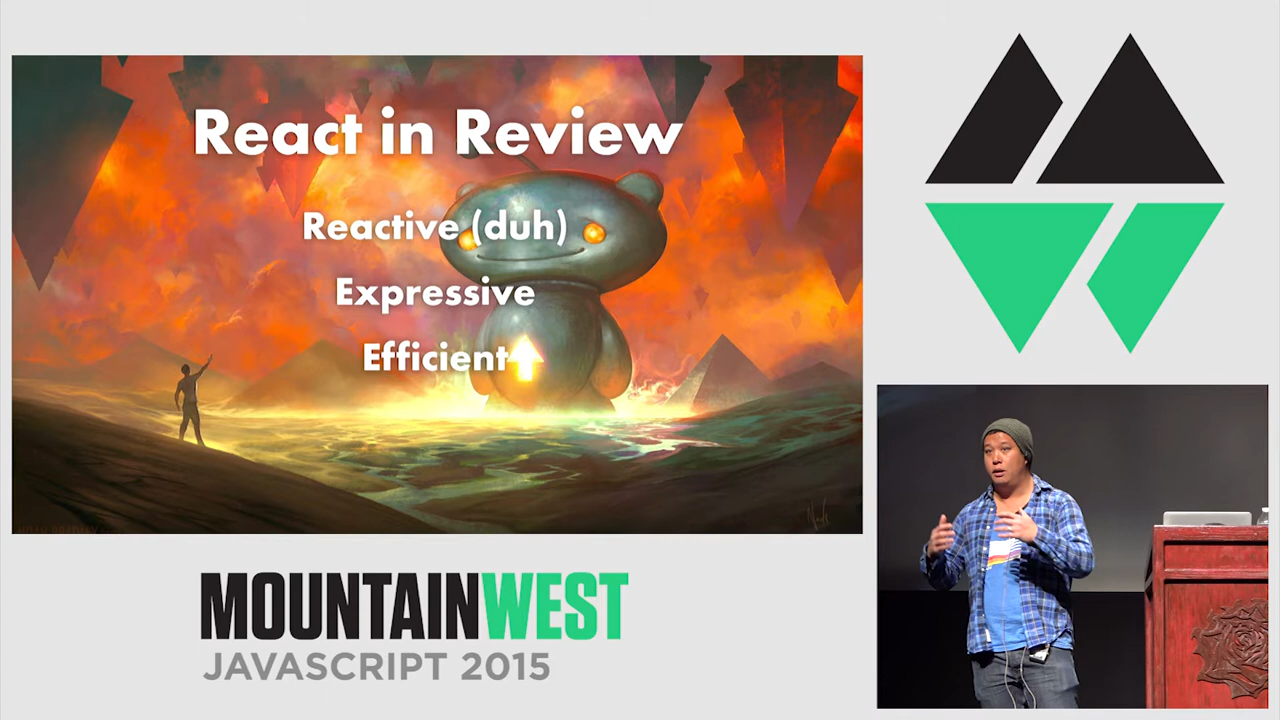 React in Review
Reactive (duh)
Expressive
Efficient
MOUNTAINWEST
JAVASCRIPT 2015